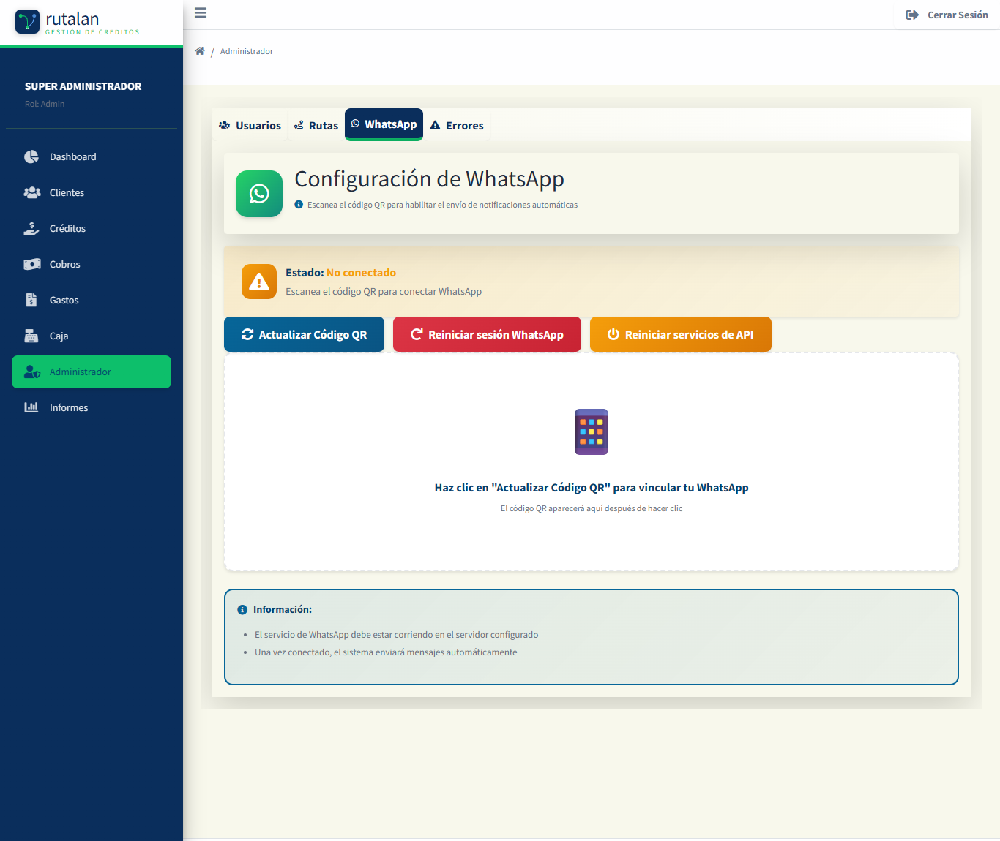 rutalan
GESTIÓN DE CREDITOS
Cerrar Sesión
/ Administrador
SUPER ADMINISTRADOR
Rol: Admin
Dashboard
Clientes
Créditos
Cobros
Gastos
Caja
Administrador
Informes
Usuarios Rutas WhatsApp Errores
Configuración de WhatsApp
Escanea el código QR para habilitar el envío de notificaciones automáticas
Estado: No conectado
Escanea el código QR para conectar WhatsApp
Actualizar Código QR Reiniciar sesión WhatsApp Reiniciar servicios de API
Haz clic en "Actualizar Código QR" para vincular tu WhatsApp
El código QR aparecerá aquí después de hacer clic
Información:
• El servicio de WhatsApp debe estar corriendo en el servidor configurado
• Una vez conectado, el sistema enviará mensajes automáticamente